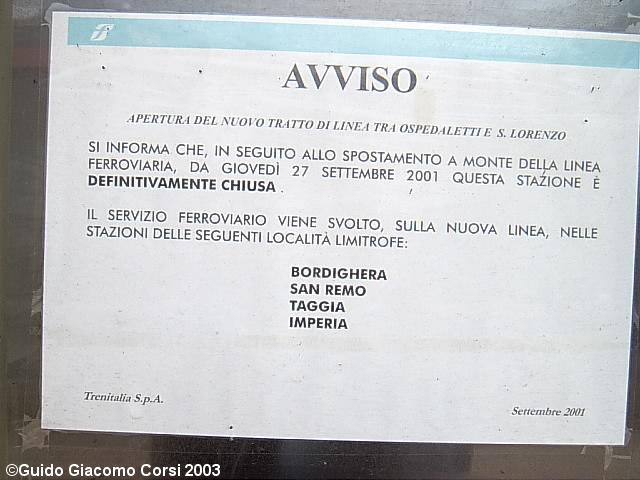 AVVISO
APERTURA DEL NUOVO TRATTO DI LINEA TRA OSPEDALETTI E S. LORENZO
SI INFORMA CHE, IN SEGUITO ALLO SPOSTAMENTO A MONTE DELLA LINEA
FERROVIARIA, DA GIOVEDÌ 27 SETTEMBRE 2001 QUESTA STAZIONE È
DEFINITIVAMENTE CHIUSA .
IL SERVIZIO FERROVIARIO VIENE SVOLTO, SULLA NUOVA LINEA, NELLE
STAZIONI DELLE SEGUENTI LOCALITÀ LIMITROFE:
BORDIGHERA
SAN REMO
TAGGIA
IMPERIA
Trenitalia S.p.A.
Settembre 2001
©Guido Giacomo Corsi 2003